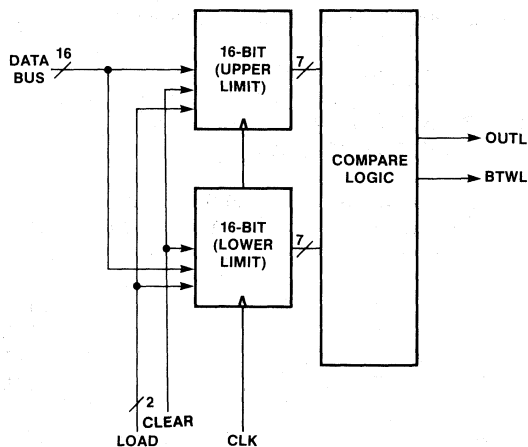 DATA
BUS
16
16-BIT
(UPPER
LIMIT)
7
COMPARE
LOGIC
OUTL
BTWL
16-BIT
(LOWER
LIMIT)
7
2
CLEAR
LOAD
CLK